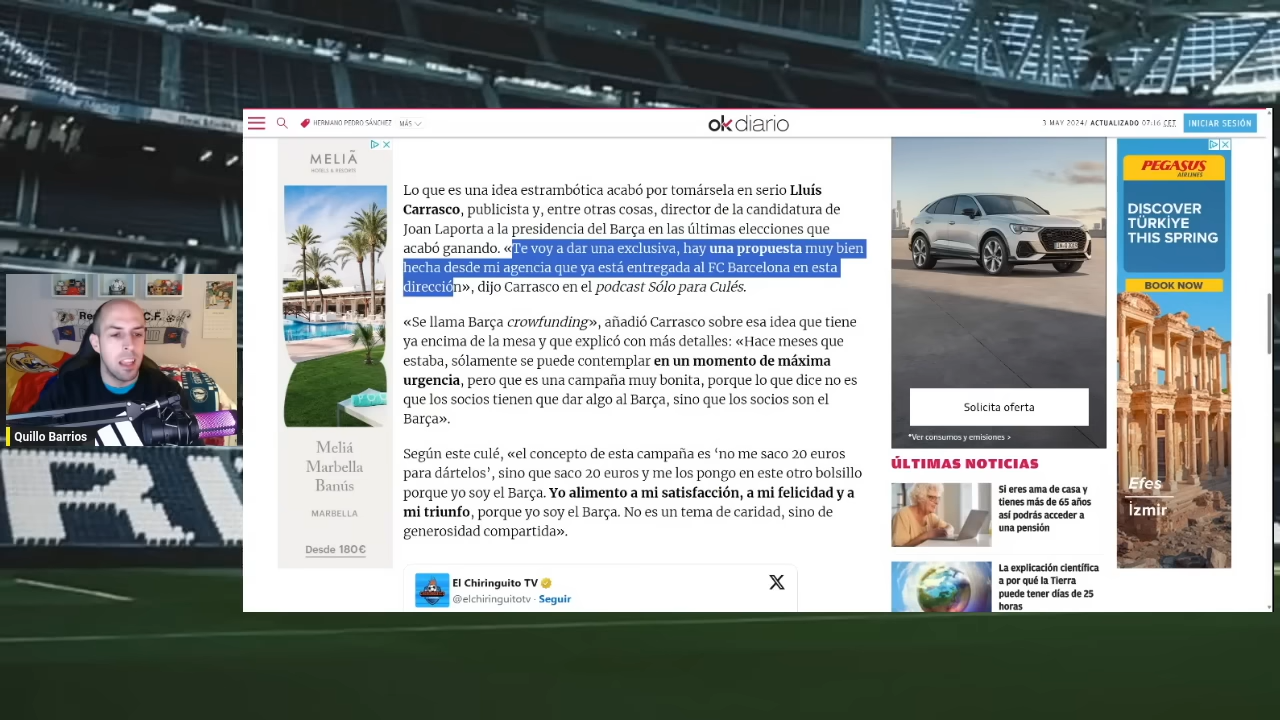 HERMANO PEDRO SÁNCHEZ
MÁS
okdiario
3 MAY 2024/ ACTUALIZADO 07:16 CET
INICIAR SESIÓN
MELIÃ
HOTELS & RESORTS
Meliá
Marbella
Banús
MARBELLA
Desde 180€
Lo que es una idea estrambótica acabó por tomársela en serio Lluís
Carrasco, publicista y, entre otras cosas, director de la candidatura de
Joan Laporta a la presidencia del Barça en las últimas elecciones que
acabó ganando. «Te voy a dar una exclusiva, hay una propuesta muy bien
hecha desde mi agencia que ya está entregada al FC Barcelona en esta
dirección», dijo Carrasco en el podcast Sólo para Culés.
«Se llama Barça crowfunding», añadió Carrasco sobre esa idea que tiene
ya encima de la mesa y que explicó con más detalles: «Hace meses que
estaba, sólamente se puede contemplar en un momento de máxima
urgencia, pero que es una campaña muy bonita, porque lo que dice no es
que los socios tienen que dar algo al Barça, sino que los socios son el
Barça».
Según este culé, «el concepto de esta campaña es ‘no me saco 20 euros
para dártelos’, sino que saco 20 euros y me los pongo en este otro bolsillo
porque yo soy el Barça. Yo alimento a mi satisfacción, a mi felicidad y a
mi triunfo, porque yo soy el Barça. No es un tema de caridad, sino de
generosidad compartida».
El Chiringuito TV
@elchiringuitotv · Seguir
Solicita oferta
*Ver consumos y emisiones >
ÚLTIMAS NOTICIAS
Si eres ama de casa y
tienes más de 65 años
así podrás acceder a
una pensión
La explicación científica
a por qué la Tierra
puede tener días de 25
horas
PEGASUS
AIRLINES
DISCOVER
TÜRKİYE
THIS SPRING
BOOK NOW
Efes
İzmir
Quillo Barrios